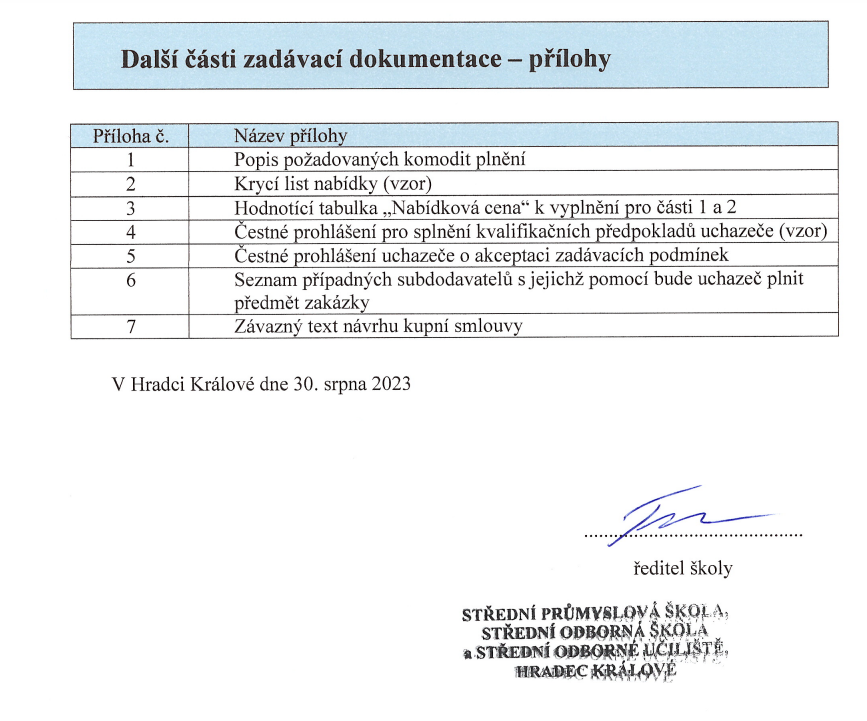 Další části zadávací dokumentace – přílohy
Příloha č. Název přílohy
1 Popis požadovaných komodit plnění
2 Krycí list nabídky (vzor)
3 Hodnotící tabulka „Nabídková cena“ k vyplnění pro části 1 a 2
4 Čestné prohlášení pro splnění kvalifikačních předpokladů uchazeče (vzor)
5 Čestné prohlášení uchazeče o akceptaci zadávacích podmínek
6 Seznam případných subdodavatelů s jejichž pomocí bude uchazeč plnit
předmět zakázky
7 Závazný text návrhu kupní smlouvy
V Hradci Králové dne 30. srpna 2023
ředitel školy
STŘEDNÍ PRŮMYSLOVÁ ŠKOLA,
STŘEDNÍ ODBORNÁ ŠKOLA
a STŘEDNÍ ODBORNÉ UČILIŠTĚ,
HRADEC KRÁLOVÉ